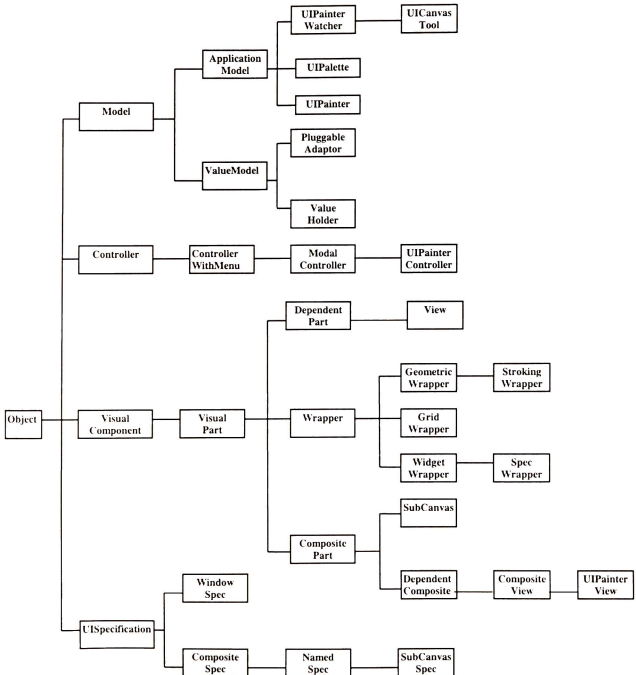 UIPainter
Watcher
UICanvas
Tool
Application
Model
UIPalette
UIPainter
Model
Pluggable
Adaptor
ValueModel
Value
Holder
Controller
Controller
WithMenu
Modal
Controller
UIPainter
Controller
Dependent
Part
View
Geometric
Wrapper
Stroking
Wrapper
Object
Visual
Component
Visual
Part
Wrapper
Grid
Wrapper
Widget
Wrapper
Spec
Wrapper
SubCanvas
Composite
Part
Dependent
Composite
Composite
View
UIPainter
View
Window
Spec
UISpecification
Composite
Spec
Named
Spec
SubCanvas
Spec